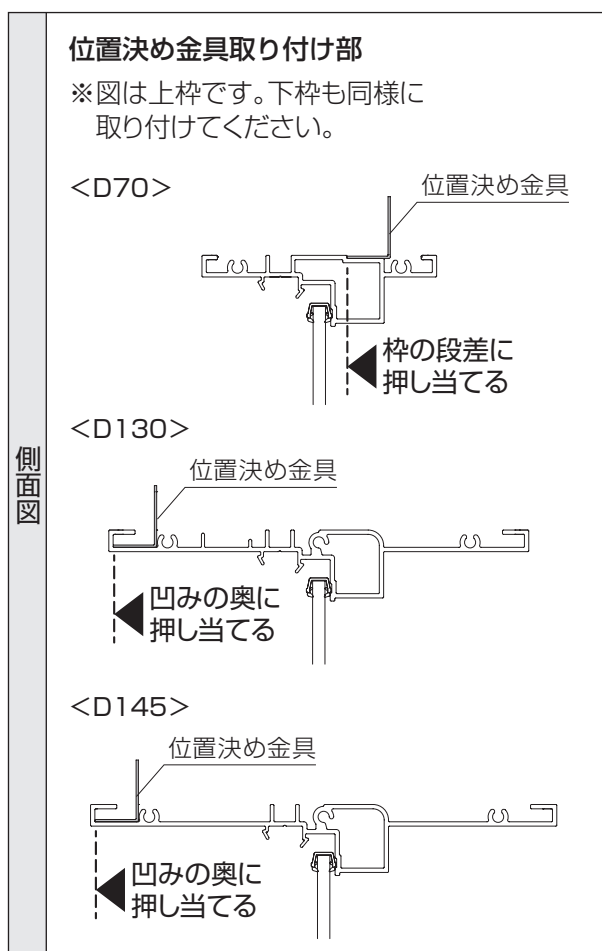 側面図
位置決め金具取り付け部
※図は上枠です。下枠も同様に
取り付けてください。
<D70>
位置決め金具
枠の段差に
押し当てる
<D130>
位置決め金具
凹みの奥に
押し当てる
<D145>
位置決め金具
凹みの奥に
押し当てる